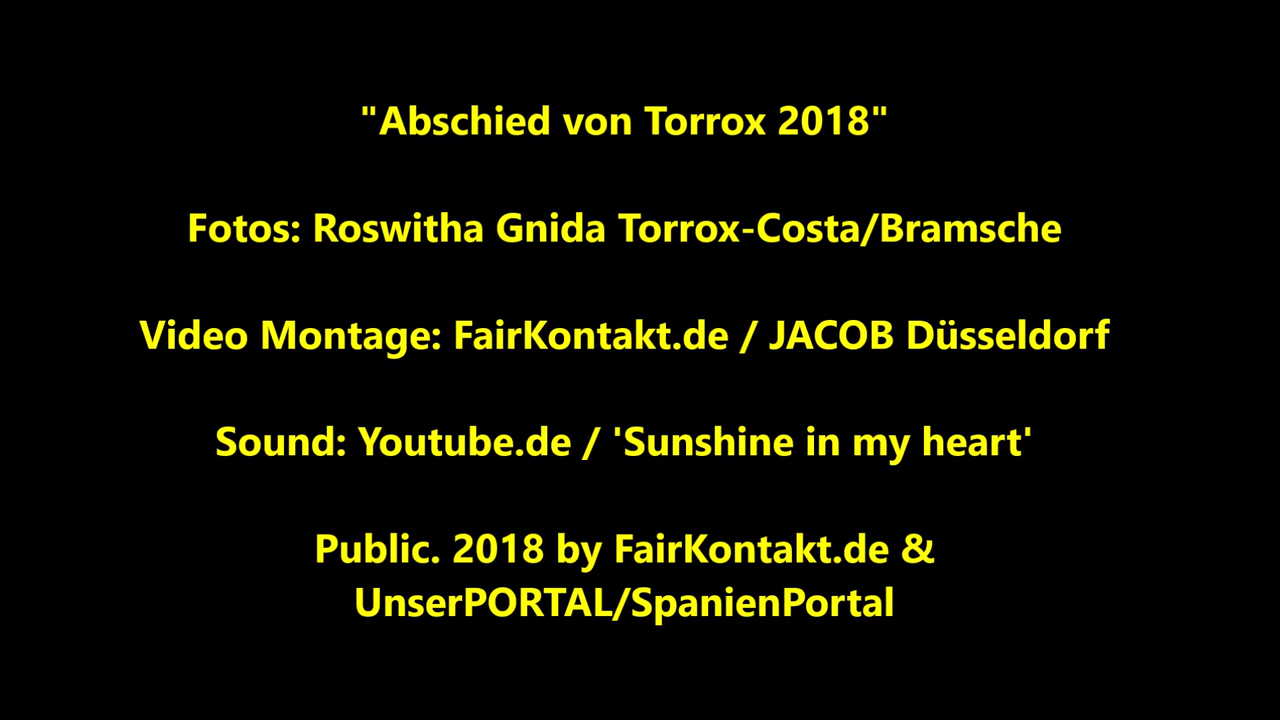 "Abschied von Torrox 2018"
Fotos: Roswitha Gnida Torrox-Costa/Bramsche
Video Montage: FairKontakt.de / JACOB Düsseldorf
Sound: Youtube.de / 'Sunshine in my heart'
Public. 2018 by FairKontakt.de &
UnserPORTAL/SpanienPortal